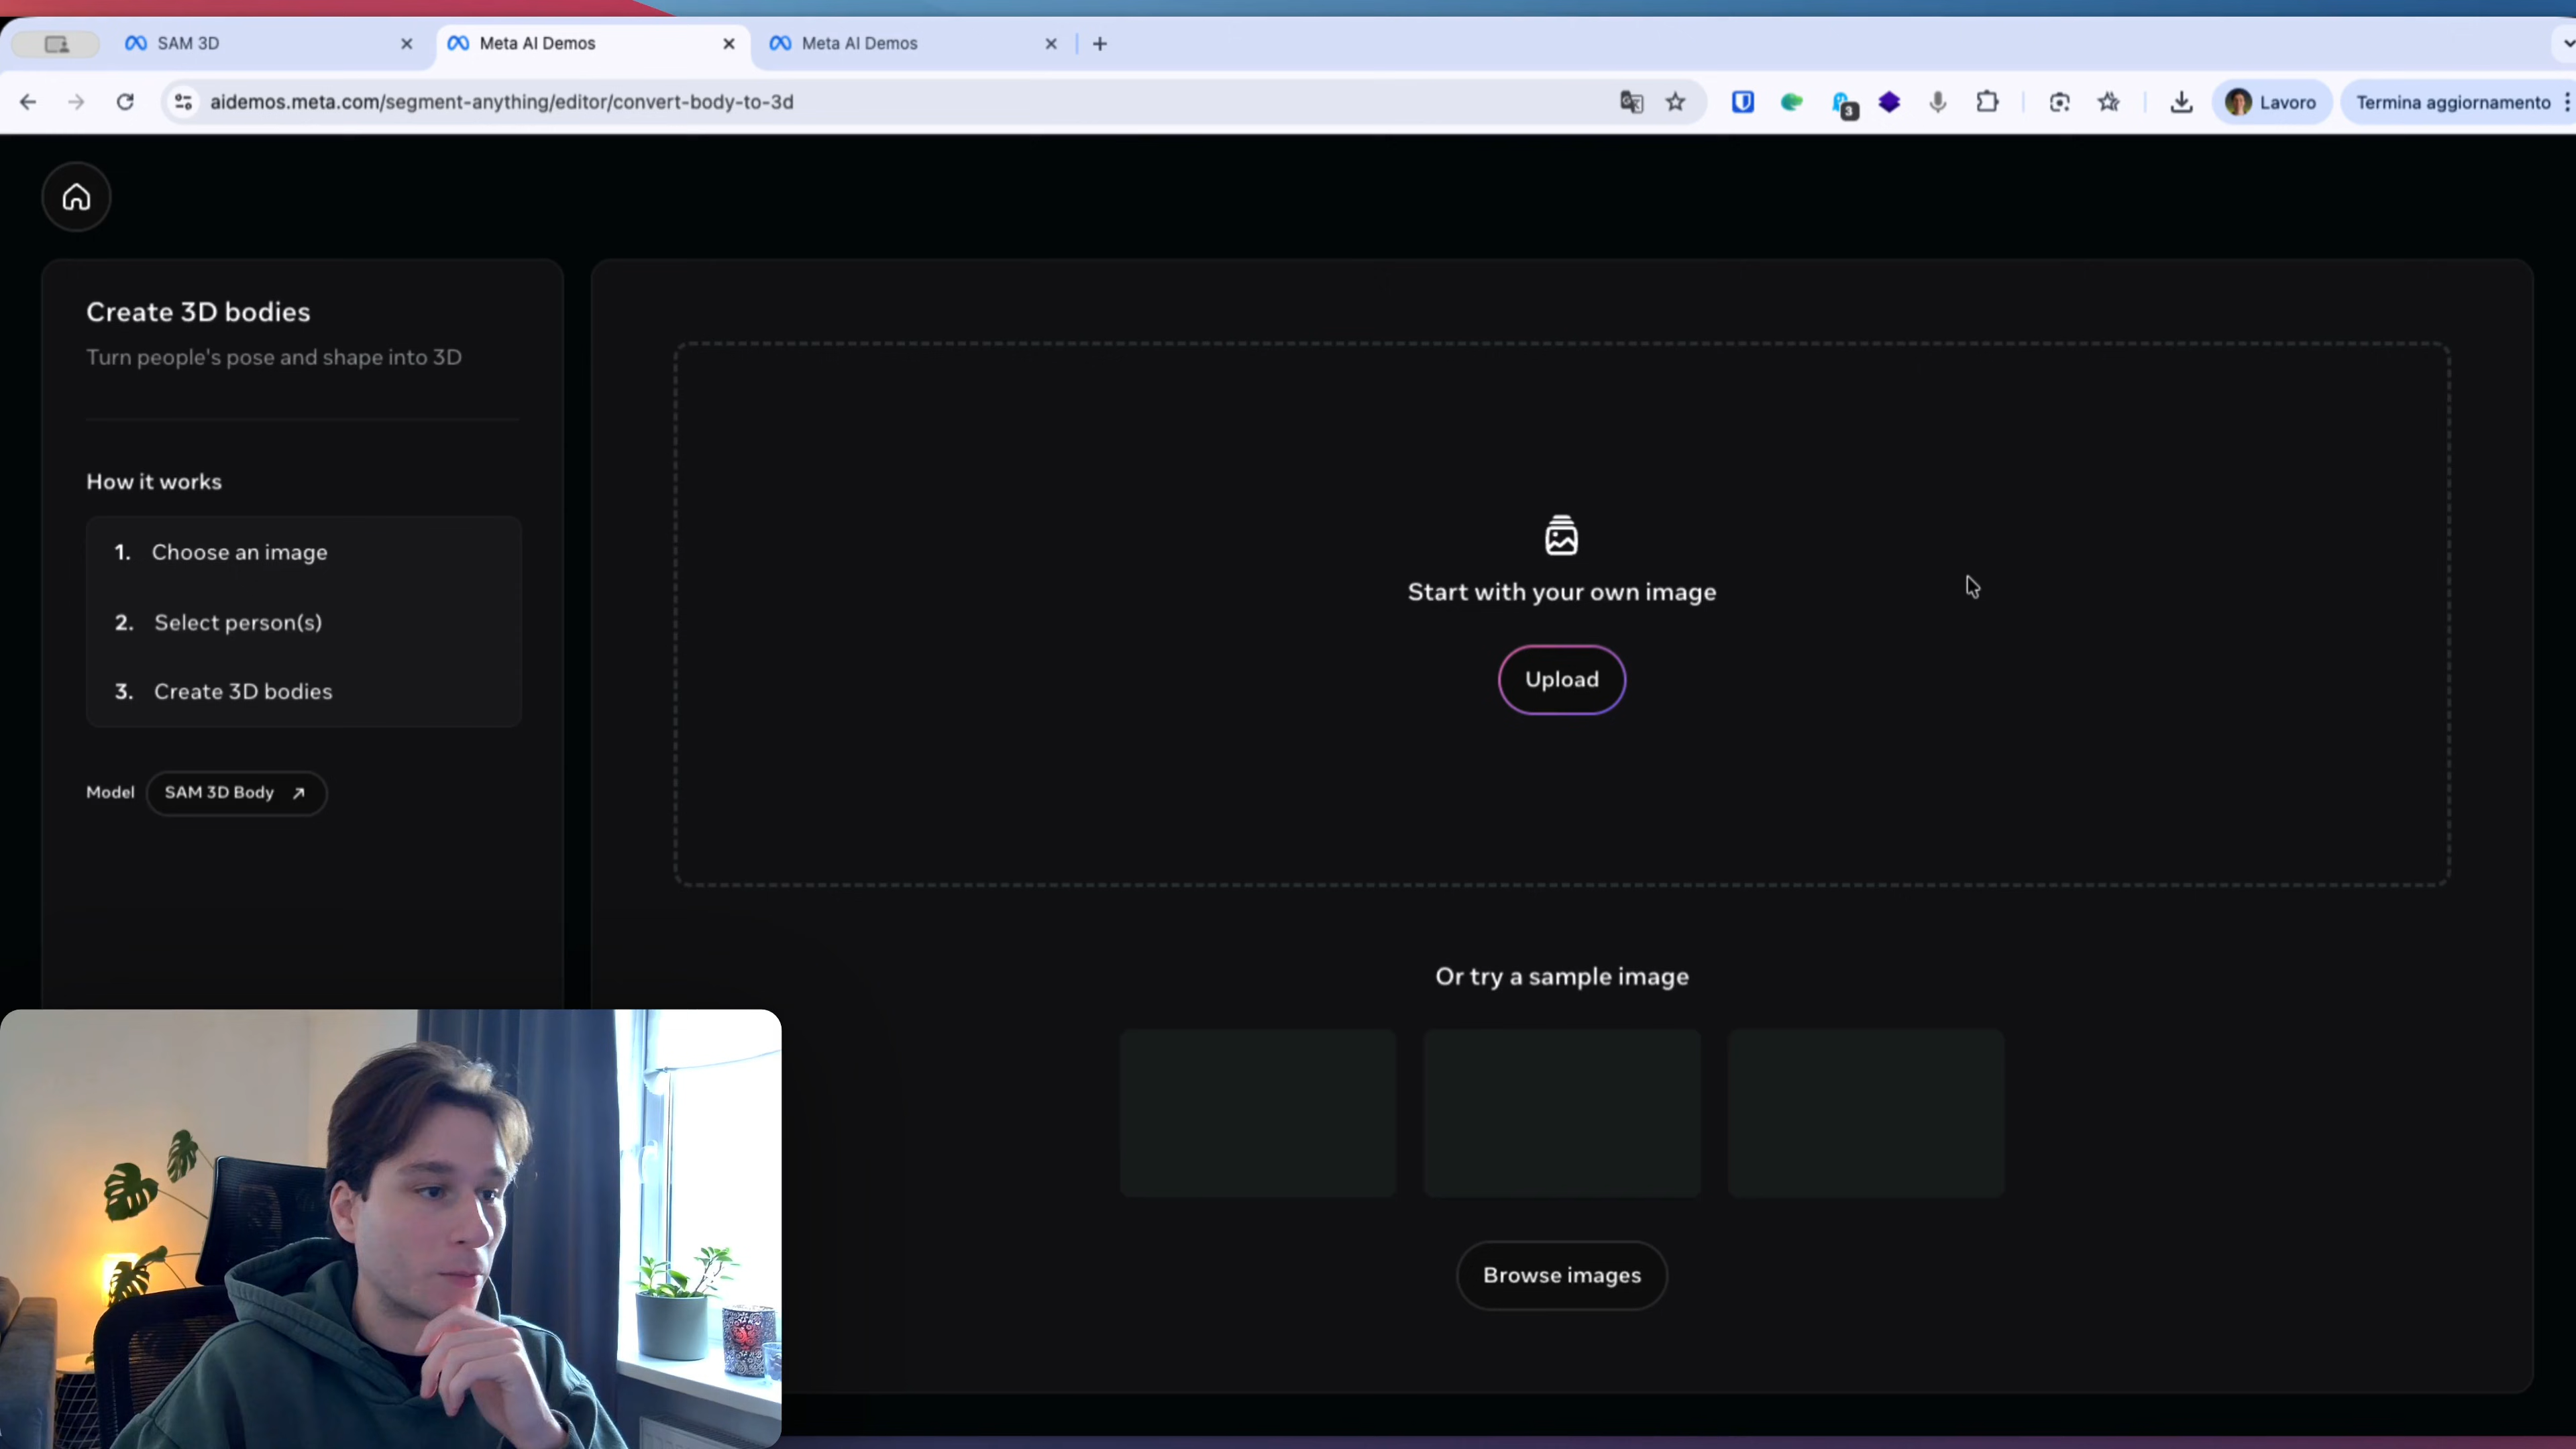 SAM 3D
Meta AI Demos
Meta AI Demos
aidemos.meta.com/segment-anything/editor/convert-body-to-3d
3
Lavoro
Termina aggiornamento
Create 3D bodies
Turn people's pose and shape into 3D
How it works
1. Choose an image
2. Select person(s)
3. Create 3D bodies
Model
SAM 3D Body
Start with your own image
Upload
Or try a sample image
Browse images